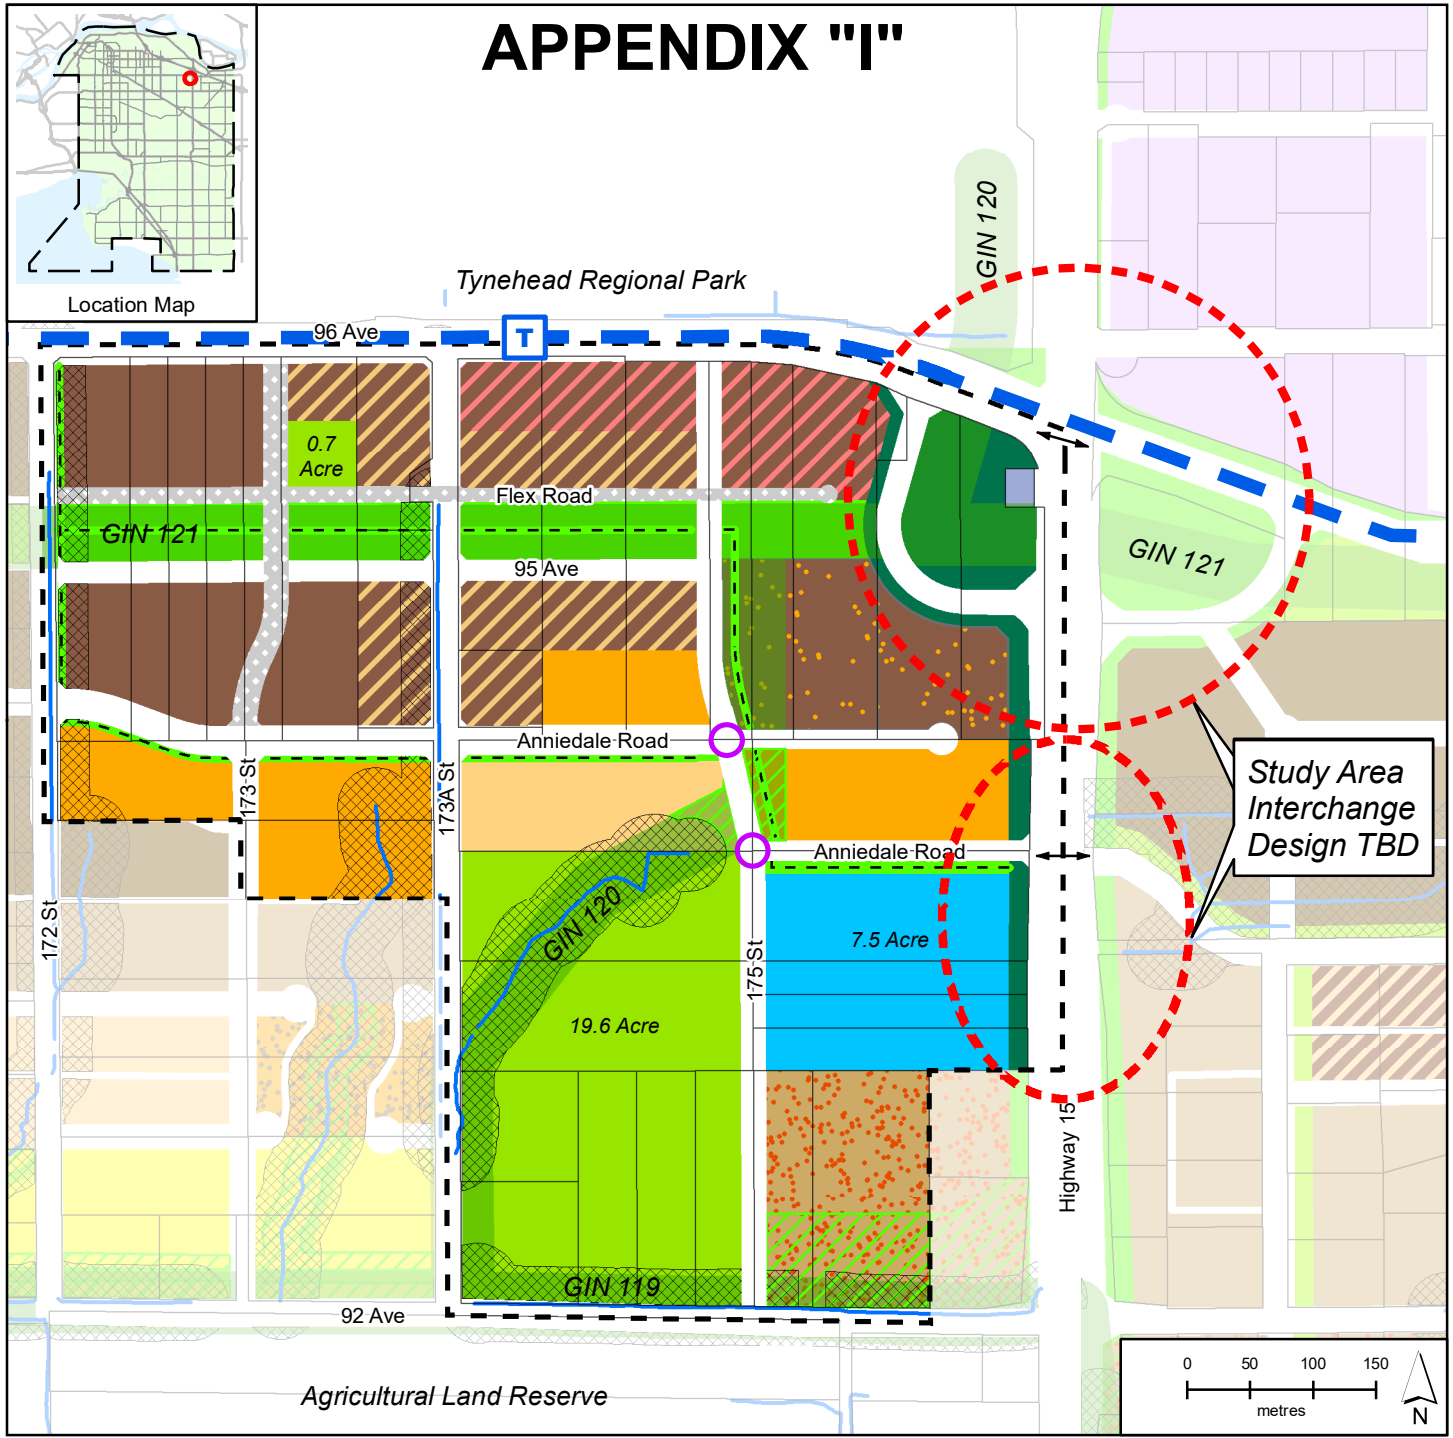 APPENDIX "I"
Location Map
GIN 120
Tynehead Regional Park
96 Ave
T
0.7
Acre
Flex Road
GIN 121
GIN 121
95 Ave
Anniedale Road
173 St
173A St
Study Area
Interchange
Design TBD
Anniedale Road
172 St
GIN 120
175 St
7.5 Acre
19.6 Acre
Highway 15
GIN 119
92 Ave
Agricultural Land Reserve
0 50 100 150
metres
N